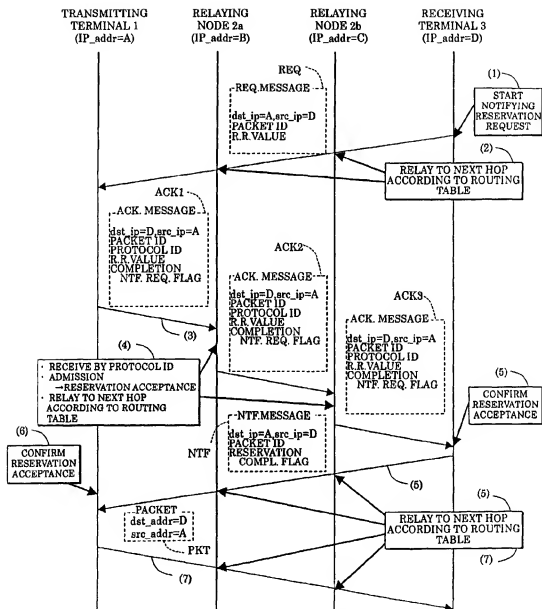 TRANSMITTING
TERMINAL 1
(IP_addr=A)
RELAYING
NODE 2a
(IP_addr=B)
RELAYING
NODE 2b
(IP_addr=C)
RECEIVING
TERMINAL 3
(IP_addr=D)
REQ
REQ.MESSAGE
dst_ip=A,src_ip=D
PACKET ID
R.R.VALUE
(1)
START
NOTIFYING
RESERVATION
REQUEST
(2)
RELAY TO NEXT HOP
ACCORDING TO ROUTING
TABLE
ACK1
ACK. MESSAGE
dst_ip=D,src_ip=A
PACKET ID
PROTOCOL ID
R.R.VALUE
COMPLETION
NTF. REQ. FLAG
(3)
ACK2
ACK. MESSAGE
dst_ip=D,src_ip=A
PACKET ID
PROTOCOL ID
R.R.VALUE
COMPLETION
NTF. REQ. FLAG
ACK3
ACK. MESSAGE
dst_ip=D,src_ip=A
PACKET ID
PROTOCOL ID
R.R.VALUE
COMPLETION
NTF. REQ. FLAG
(4)
· RECEIVE BY PROTOCOL ID
· ADMISSION
→RESERVATION ACCEPTANCE
· RELAY TO NEXT HOP
ACCORDING TO ROUTING
TABLE
(5)
CONFIRM
RESERVATION
ACCEPTANCE
NTF
NTF.MESSAGE
dst_ip=A,src_ip=D
PACKET ID
RESERVATION
COMPL. FLAG
(6)
CONFIRM
RESERVATION
ACCEPTANCE
(5)
PACKET
dst_addr=D
src_addr=A
PKT
(5)
RELAY TO NEXT HOP
ACCORDING TO ROUTING
TABLE
(7)
(7)